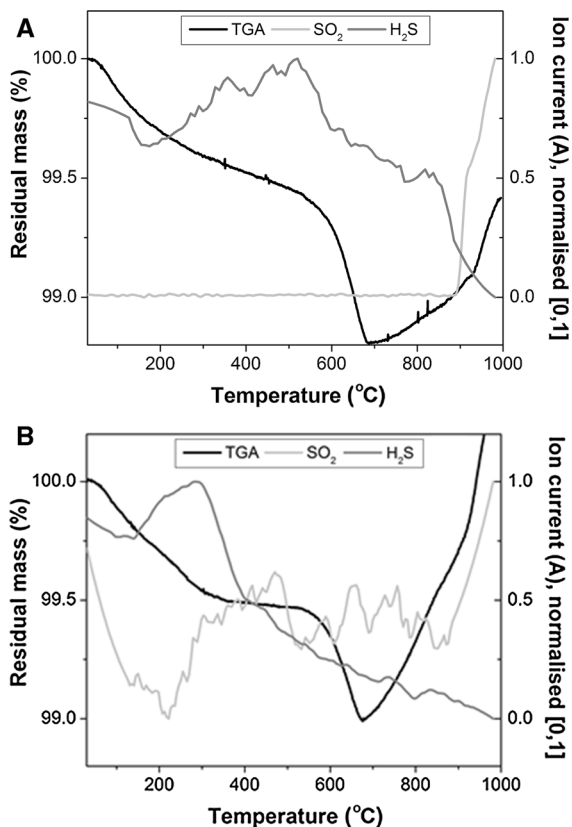 A
TGA SO₂ H₂S
Residual mass (%)
100.0
99.5
99.0
Ion current (A), normalised [0,1]
1.0
0.5
0.0
200 400 600 800 1000
Temperature (°C)
B
TGA SO₂ H₂S
Residual mass (%)
100.0
99.5
99.0
Ion current (A), normalised [0,1]
1.0
0.5
0.0
200 400 600 800 1000
Temperature (°C)